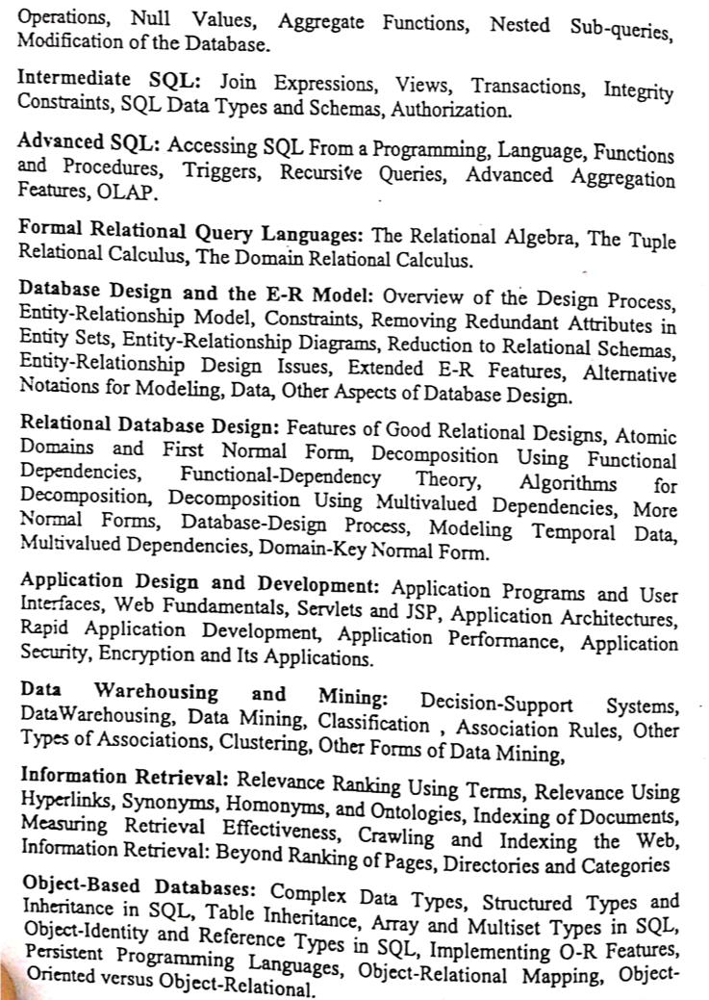 Operations, Null Values, Aggregate Functions, Nested Sub-queries,
Modification of the Database.
Intermediate SQL: Join Expressions, Views, Transactions, Integrity
Constraints, SQL Data Types and Schemas, Authorization.
Advanced SQL: Accessing SQL From a Programming, Language, Functions
and Procedures, Triggers, Recursive Queries, Advanced Aggregation
Features, OLAP.
Formal Relational Query Languages: The Relational Algebra, The Tuple
Relational Calculus, The Domain Relational Calculus.
Database Design and the E-R Model: Overview of the Design Process,
Entity-Relationship Model, Constraints, Removing Redundant Attributes in
Entity Sets, Entity-Relationship Diagrams, Reduction to Relational Schemas,
Entity-Relationship Design Issues, Extended E-R Features, Alternative
Notations for Modeling, Data, Other Aspects of Database Design.
Relational Database Design: Features of Good Relational Designs, Atomic
Domains and First Normal Form, Decomposition Using Functional
Dependencies, Functional-Dependency Theory, Algorithms for
Decomposition, Decomposition Using Multivalued Dependencies, More
Normal Forms, Database-Design Process, Modeling Temporal Data,
Multivalued Dependencies, Domain-Key Normal Form.
Application Design and Development: Application Programs and User
Interfaces, Web Fundamentals, Servlets and JSP, Application Architectures,
Rapid Application Development, Application Performance, Application
Security, Encryption and Its Applications.
Data Warehousing and Mining: Decision-Support Systems,
DataWarehousing, Data Mining, Classification , Association Rules, Other
Types of Associations, Clustering, Other Forms of Data Mining,
Information Retrieval: Relevance Ranking Using Terms, Relevance Using
Hyperlinks, Synonyms, Homonyms, and Ontologies, Indexing of Documents,
Measuring Retrieval Effectiveness, Crawling and Indexing the Web,
Information Retrieval: Beyond Ranking of Pages, Directories and Categories
Object-Based Databases: Complex Data Types, Structured Types and
Inheritance in SQL, Table Inheritance, Array and Multiset Types in SQL,
Object-Identity and Reference Types in SQL, Implementing O-R Features,
Persistent Programming Languages, Object-Relational Mapping, Object-
Oriented versus Object-Relational.